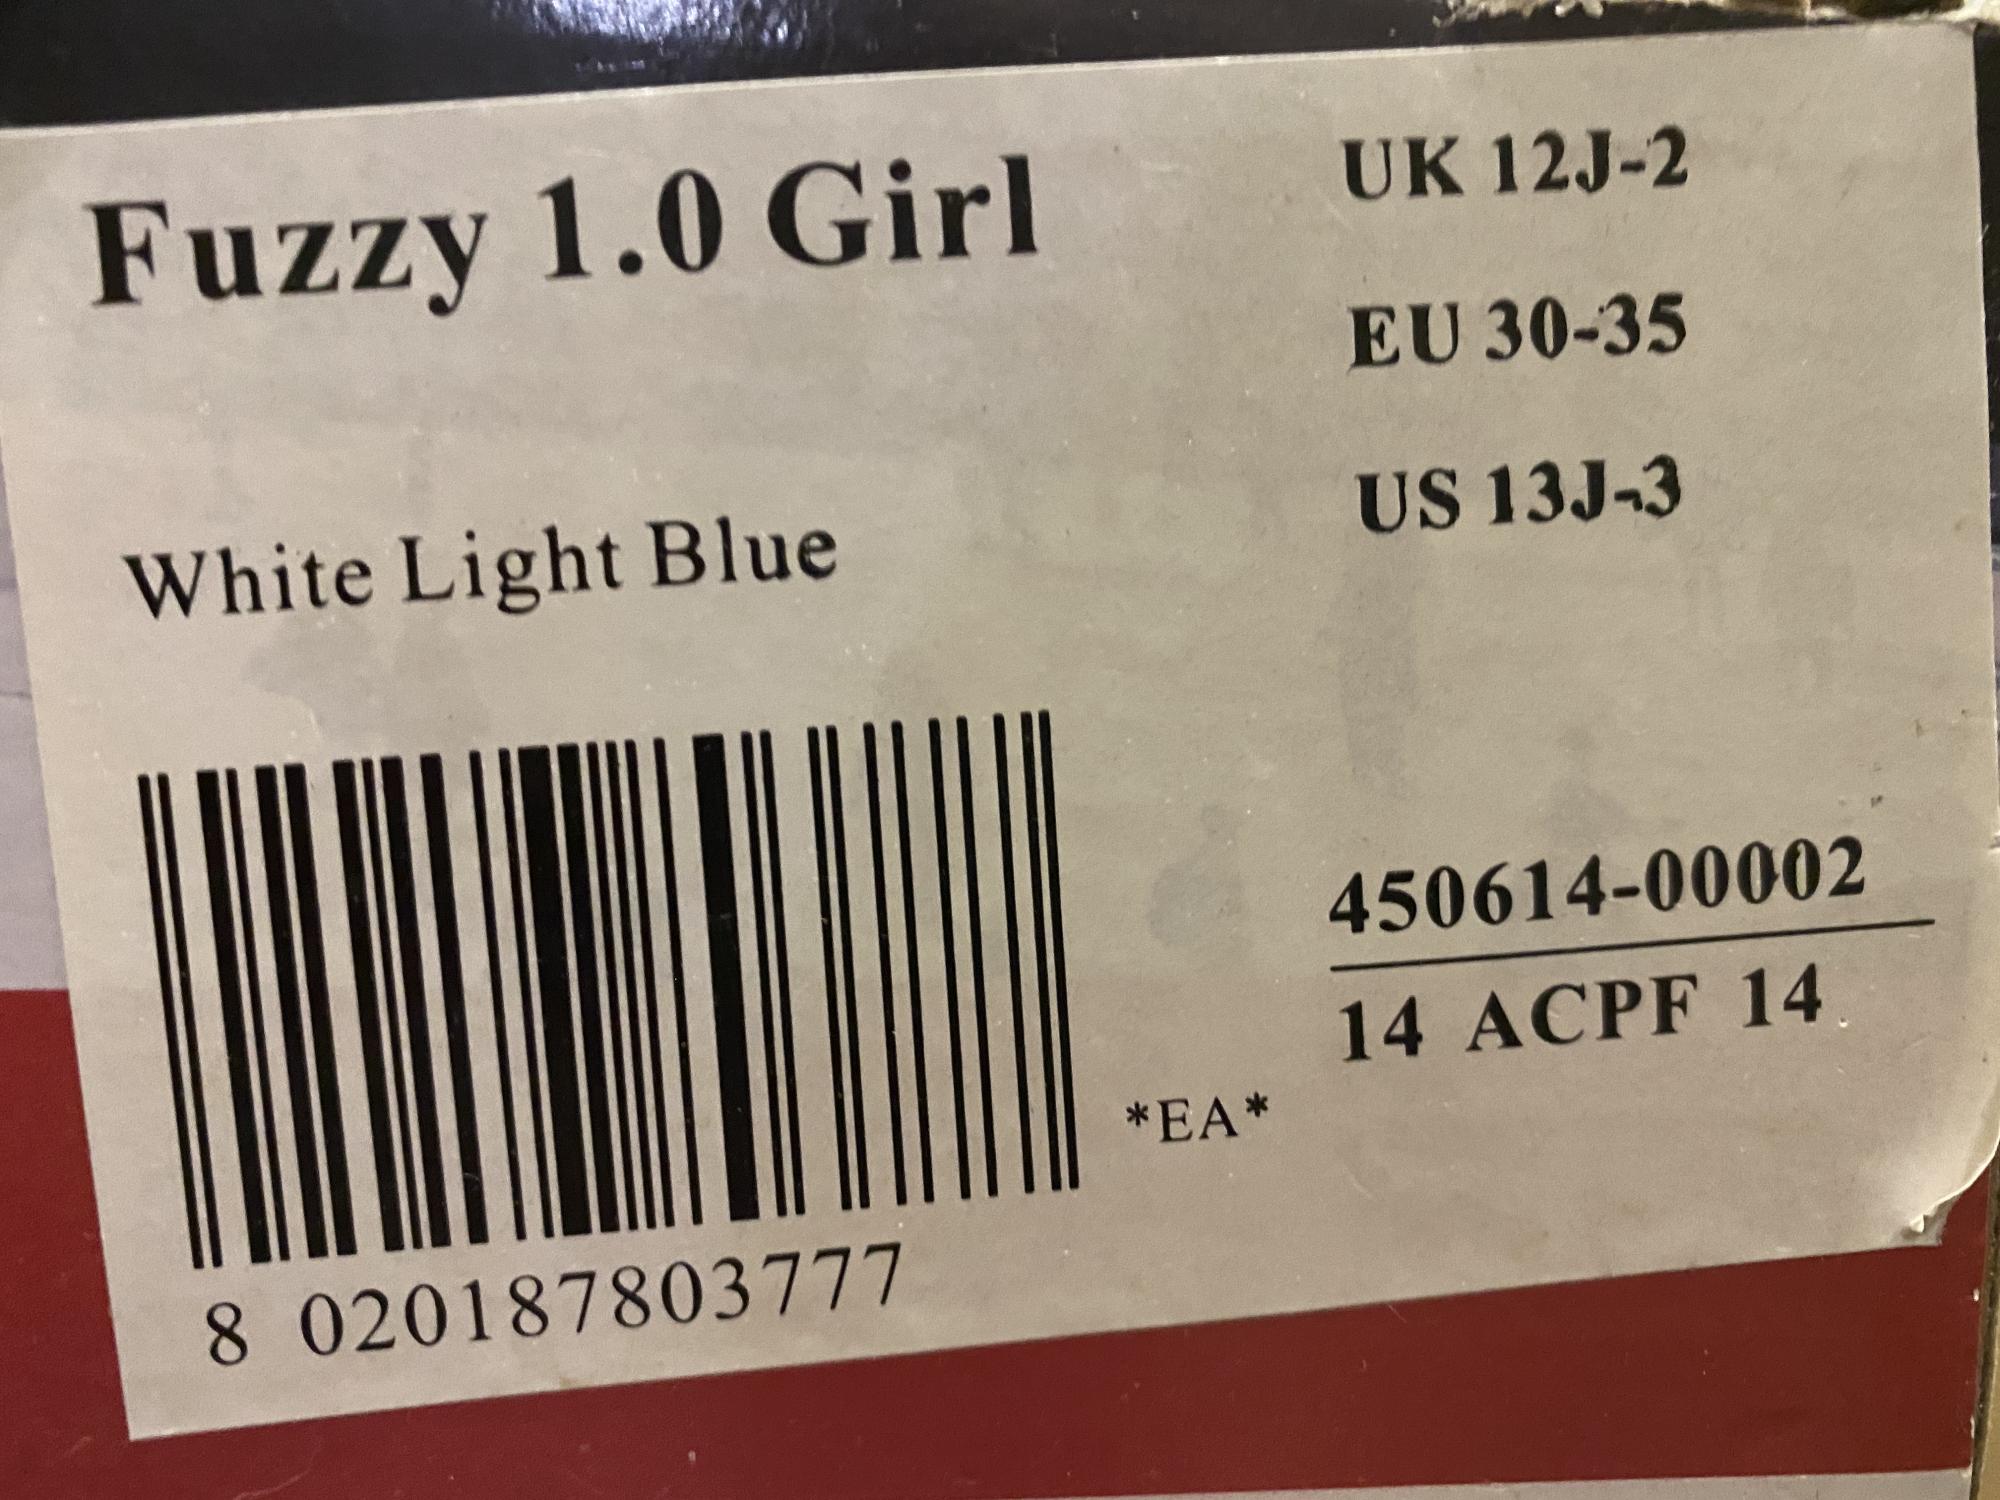 Fuzzy 1.0 Girl
UK 12J-2
EU 30-35
US 13J-3
White Light Blue
450614-00002
14 ACPF 14
*EA*
8 020187803777